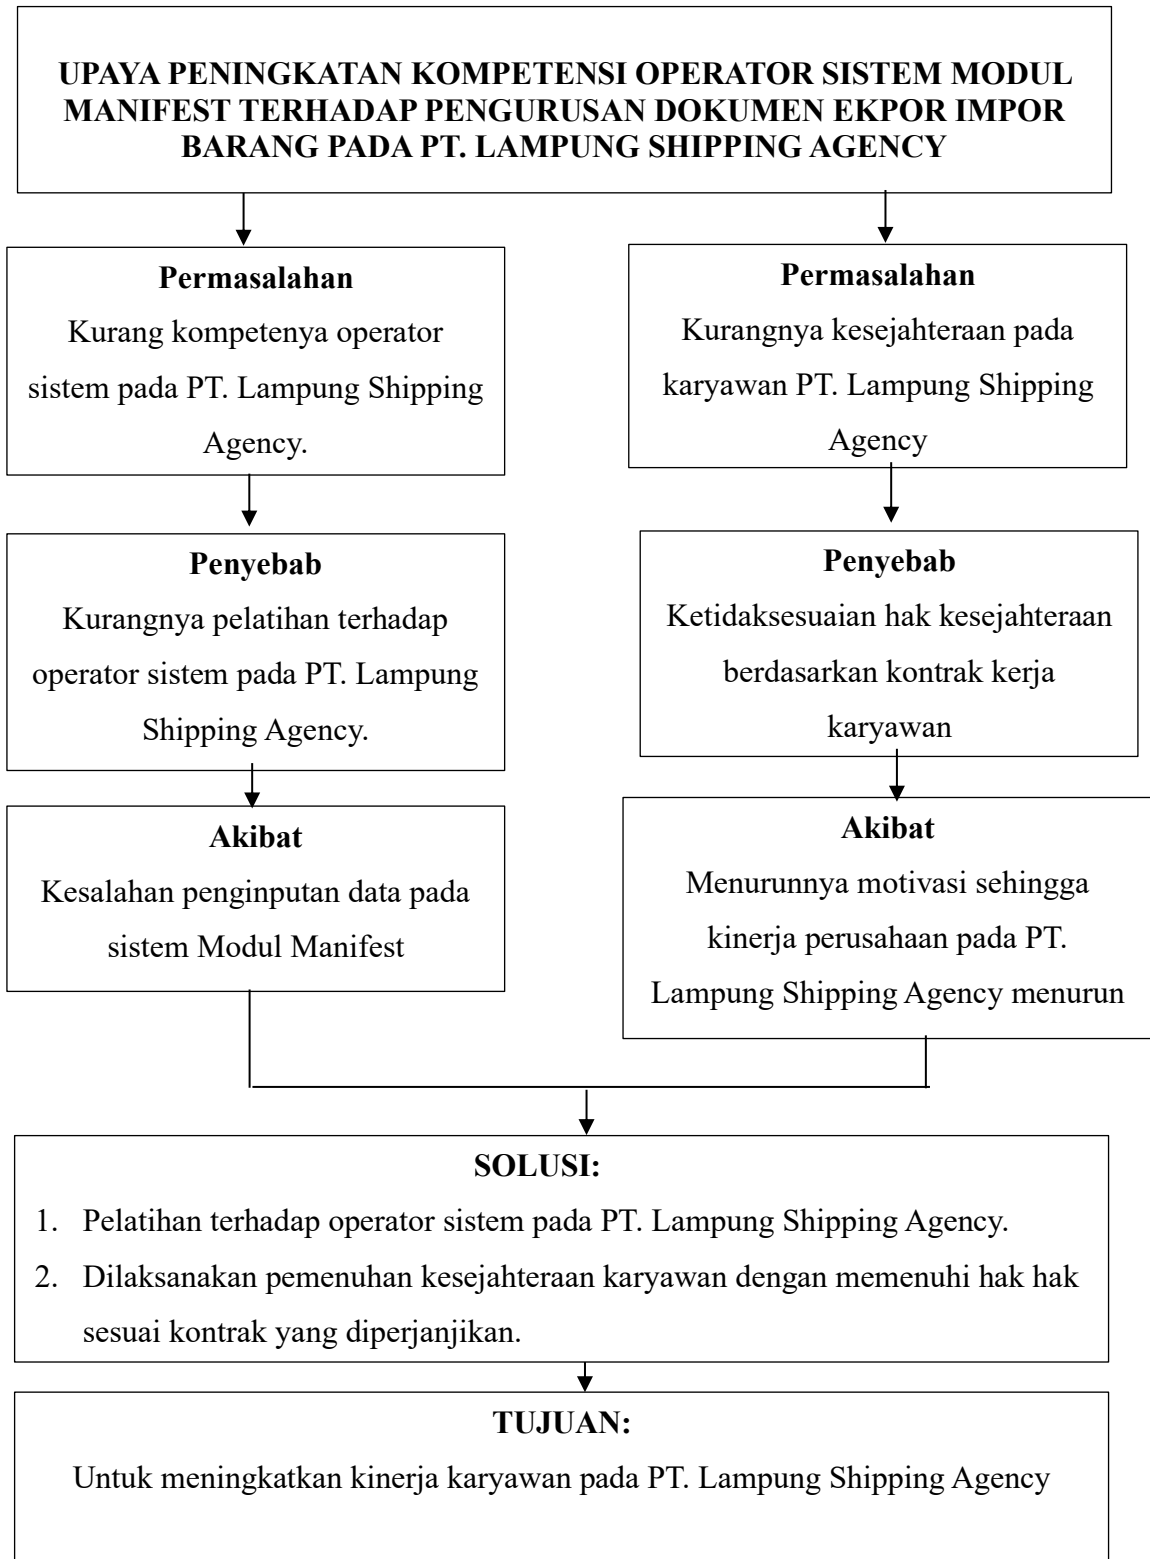 UPAYA PENINGKATAN KOMPETENSI OPERATOR SISTEM MODUL
MANIFEST TERHADAP PENGURUSAN DOKUMEN EKPOR IMPOR
BARANG PADA PT. LAMPUNG SHIPPING AGENCY
Permasalahan
Kurang kompetenya operator
sistem pada PT. Lampung Shipping
Agency.
Permasalahan
Kurangnya kesejahteraan pada
karyawan PT. Lampung Shipping
Agency
Penyebab
Kurangnya pelatihan terhadap
operator sistem pada PT. Lampung
Shipping Agency.
Penyebab
Ketidaksesuaian hak kesejahteraan
berdasarkan kontrak kerja
karyawan
Akibat
Kesalahan penginputan data pada
sistem Modul Manifest
Akibat
Menurunnya motivasi sehingga
kinerja perusahaan pada PT.
Lampung Shipping Agency menurun
SOLUSI:
1. Pelatihan terhadap operator sistem pada PT. Lampung Shipping Agency.
2. Dilaksanakan pemenuhan kesejahteraan karyawan dengan memenuhi hak hak
sesuai kontrak yang diperjanjikan.
TUJUAN:
Untuk meningkatkan kinerja karyawan pada PT. Lampung Shipping Agency